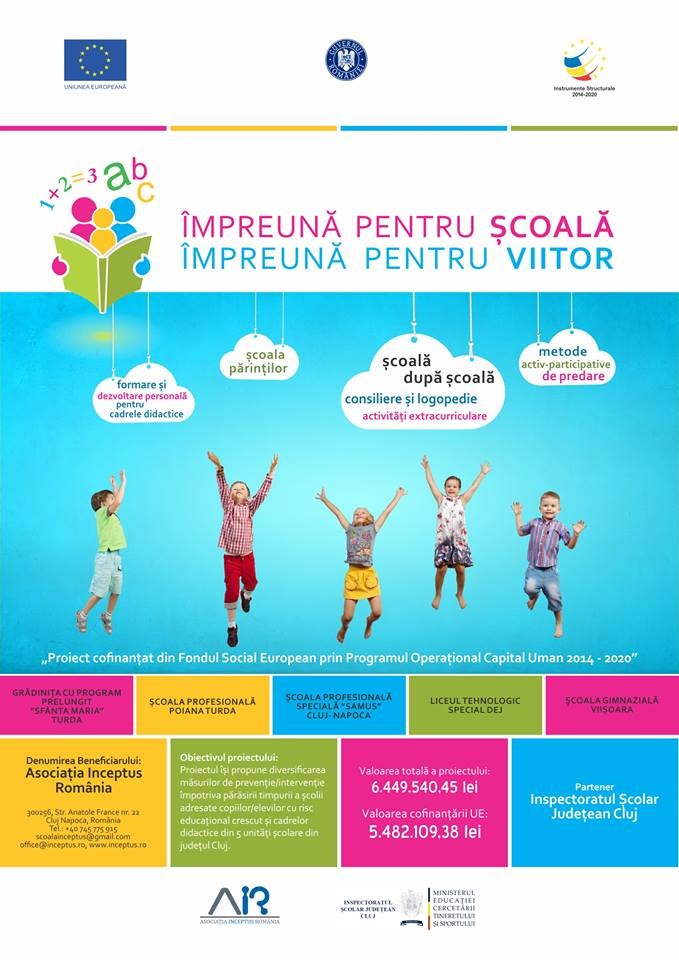 UNIUNEA EUROPEANĂ
GUVERNUL ROMÂNIEI
Instrumente Structurale
2014-2020
1+2=3 a b c
ÎMPREUNĂ PENTRU ȘCOALĂ
ÎMPREUNĂ PENTRU VIITOR
formare și
dezvoltare personală
pentru
cadrele didactice
școala
părinților
școală
după școală
consiliere și logopedie
activități extracurriculare
metode
activ-participative
de predare
„Proiect cofinanțat din Fondul Social European prin Programul Operațional Capital Uman 2014 - 2020”
GRĂDINIȚA CU PROGRAM
PRELUNGIT
"SFÂNTA MARIA"
TURDA
ȘCOALA PROFESIONALĂ
POIANA TURDA
ȘCOALA PROFESIONALĂ
SPECIALĂ "SAMUS"
CLUJ- NAPOCA
LICEUL TEHNOLOGIC
SPECIAL DEJ
ȘCOALA GIMNAZIALĂ
VIIȘOARA
Denumirea Beneficiarului:
Asociația Inceptus
România
300256, Str. Anatole France nr. 22
Cluj Napoca, România
Tel.: +40 745 775 915
scoalainceptus@gmail.com
office@inceptus.ro, www.inceptus.ro
Obiectivul proiectului:
Proiectul își propune diversificarea
măsurilor de prevenție/intervenție
împotriva părăsirii timpurii a școlii
adresate copiilor/elevilor cu risc
educațional crescut și cadrelor
didactice din 5 unități școlare din
județul Cluj.
Valoarea totală a proiectului:
6.449.540,45 lei
Valoarea cofinanțării UE:
5.482.109,38 lei
Partener
Inspectoratul Școlar
Județean Cluj
AIR
ASOCIAȚIA INCEPTUS ROMÂNIA
INSPECTORATUL
ȘCOLAR JUDEȚEAN
CLUJ
MINISTERUL
EDUCAȚIEI
CERCETĂRII
TINERETULUI
ȘI SPORTULUI